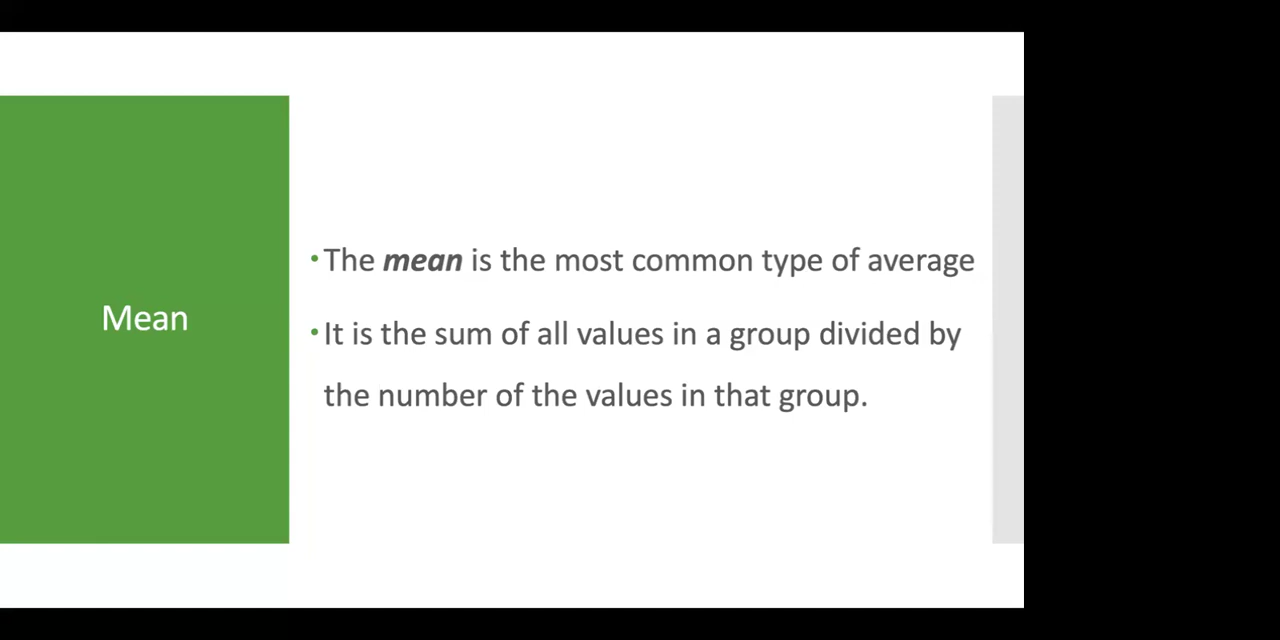 Mean
• The mean is the most common type of average
• It is the sum of all values in a group divided by
the number of the values in that group.